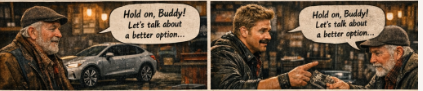 Hold on, Buddy!
Let's talk about
a better option...
Hold on, Buddy!
Let's talk about
a better option...